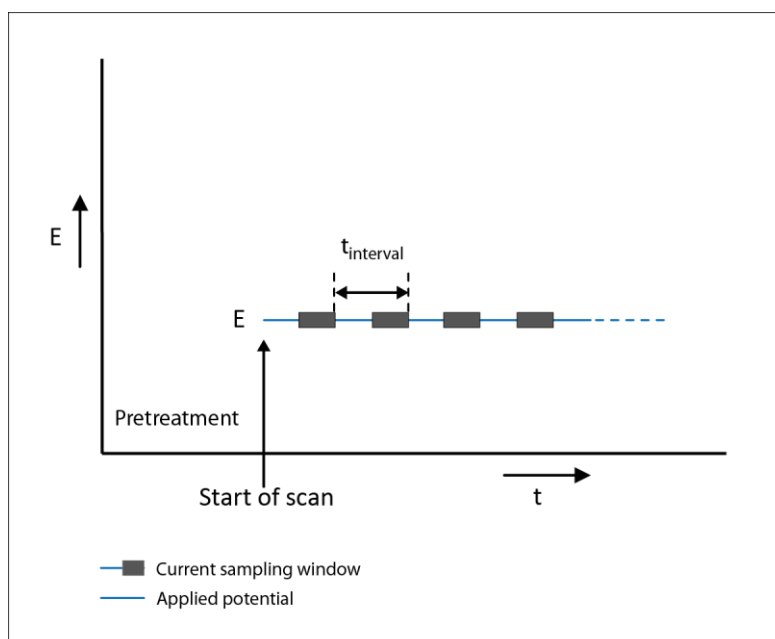 E
t_interval
E
Pretreatment
Start of scan
t
Current sampling window
Applied potential